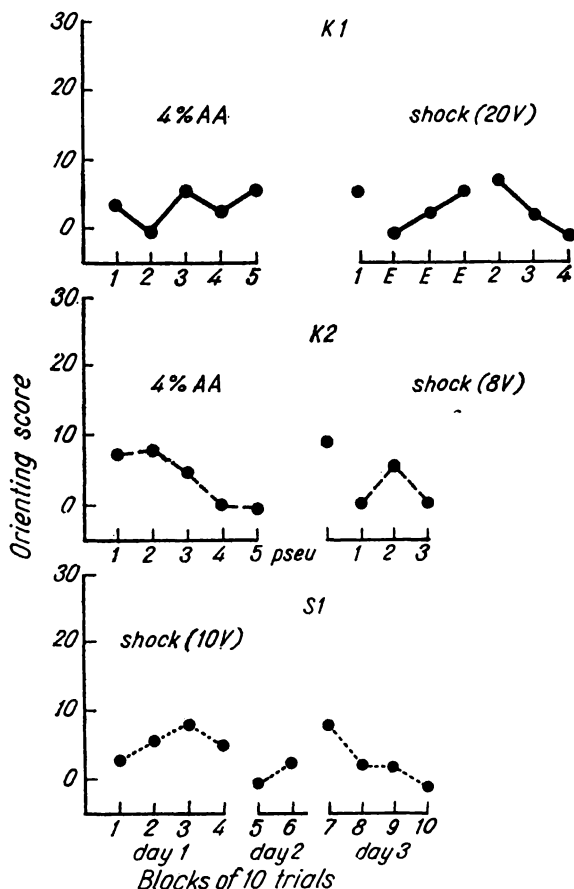 30
K1
20
4% AA
shock (20V)
10
0
1 2 3 4 5
1 E E E 2 3 4
30
K2
20
4% AA
shock (8V)
10
0
1 2 3 4 5 pseu 1 2 3
Orienting score
30
S1
20
shock (10V)
10
0
1 2 3 4 5 6 7 8 9 10
day 1 day 2 day 3
Blocks of 10 trials